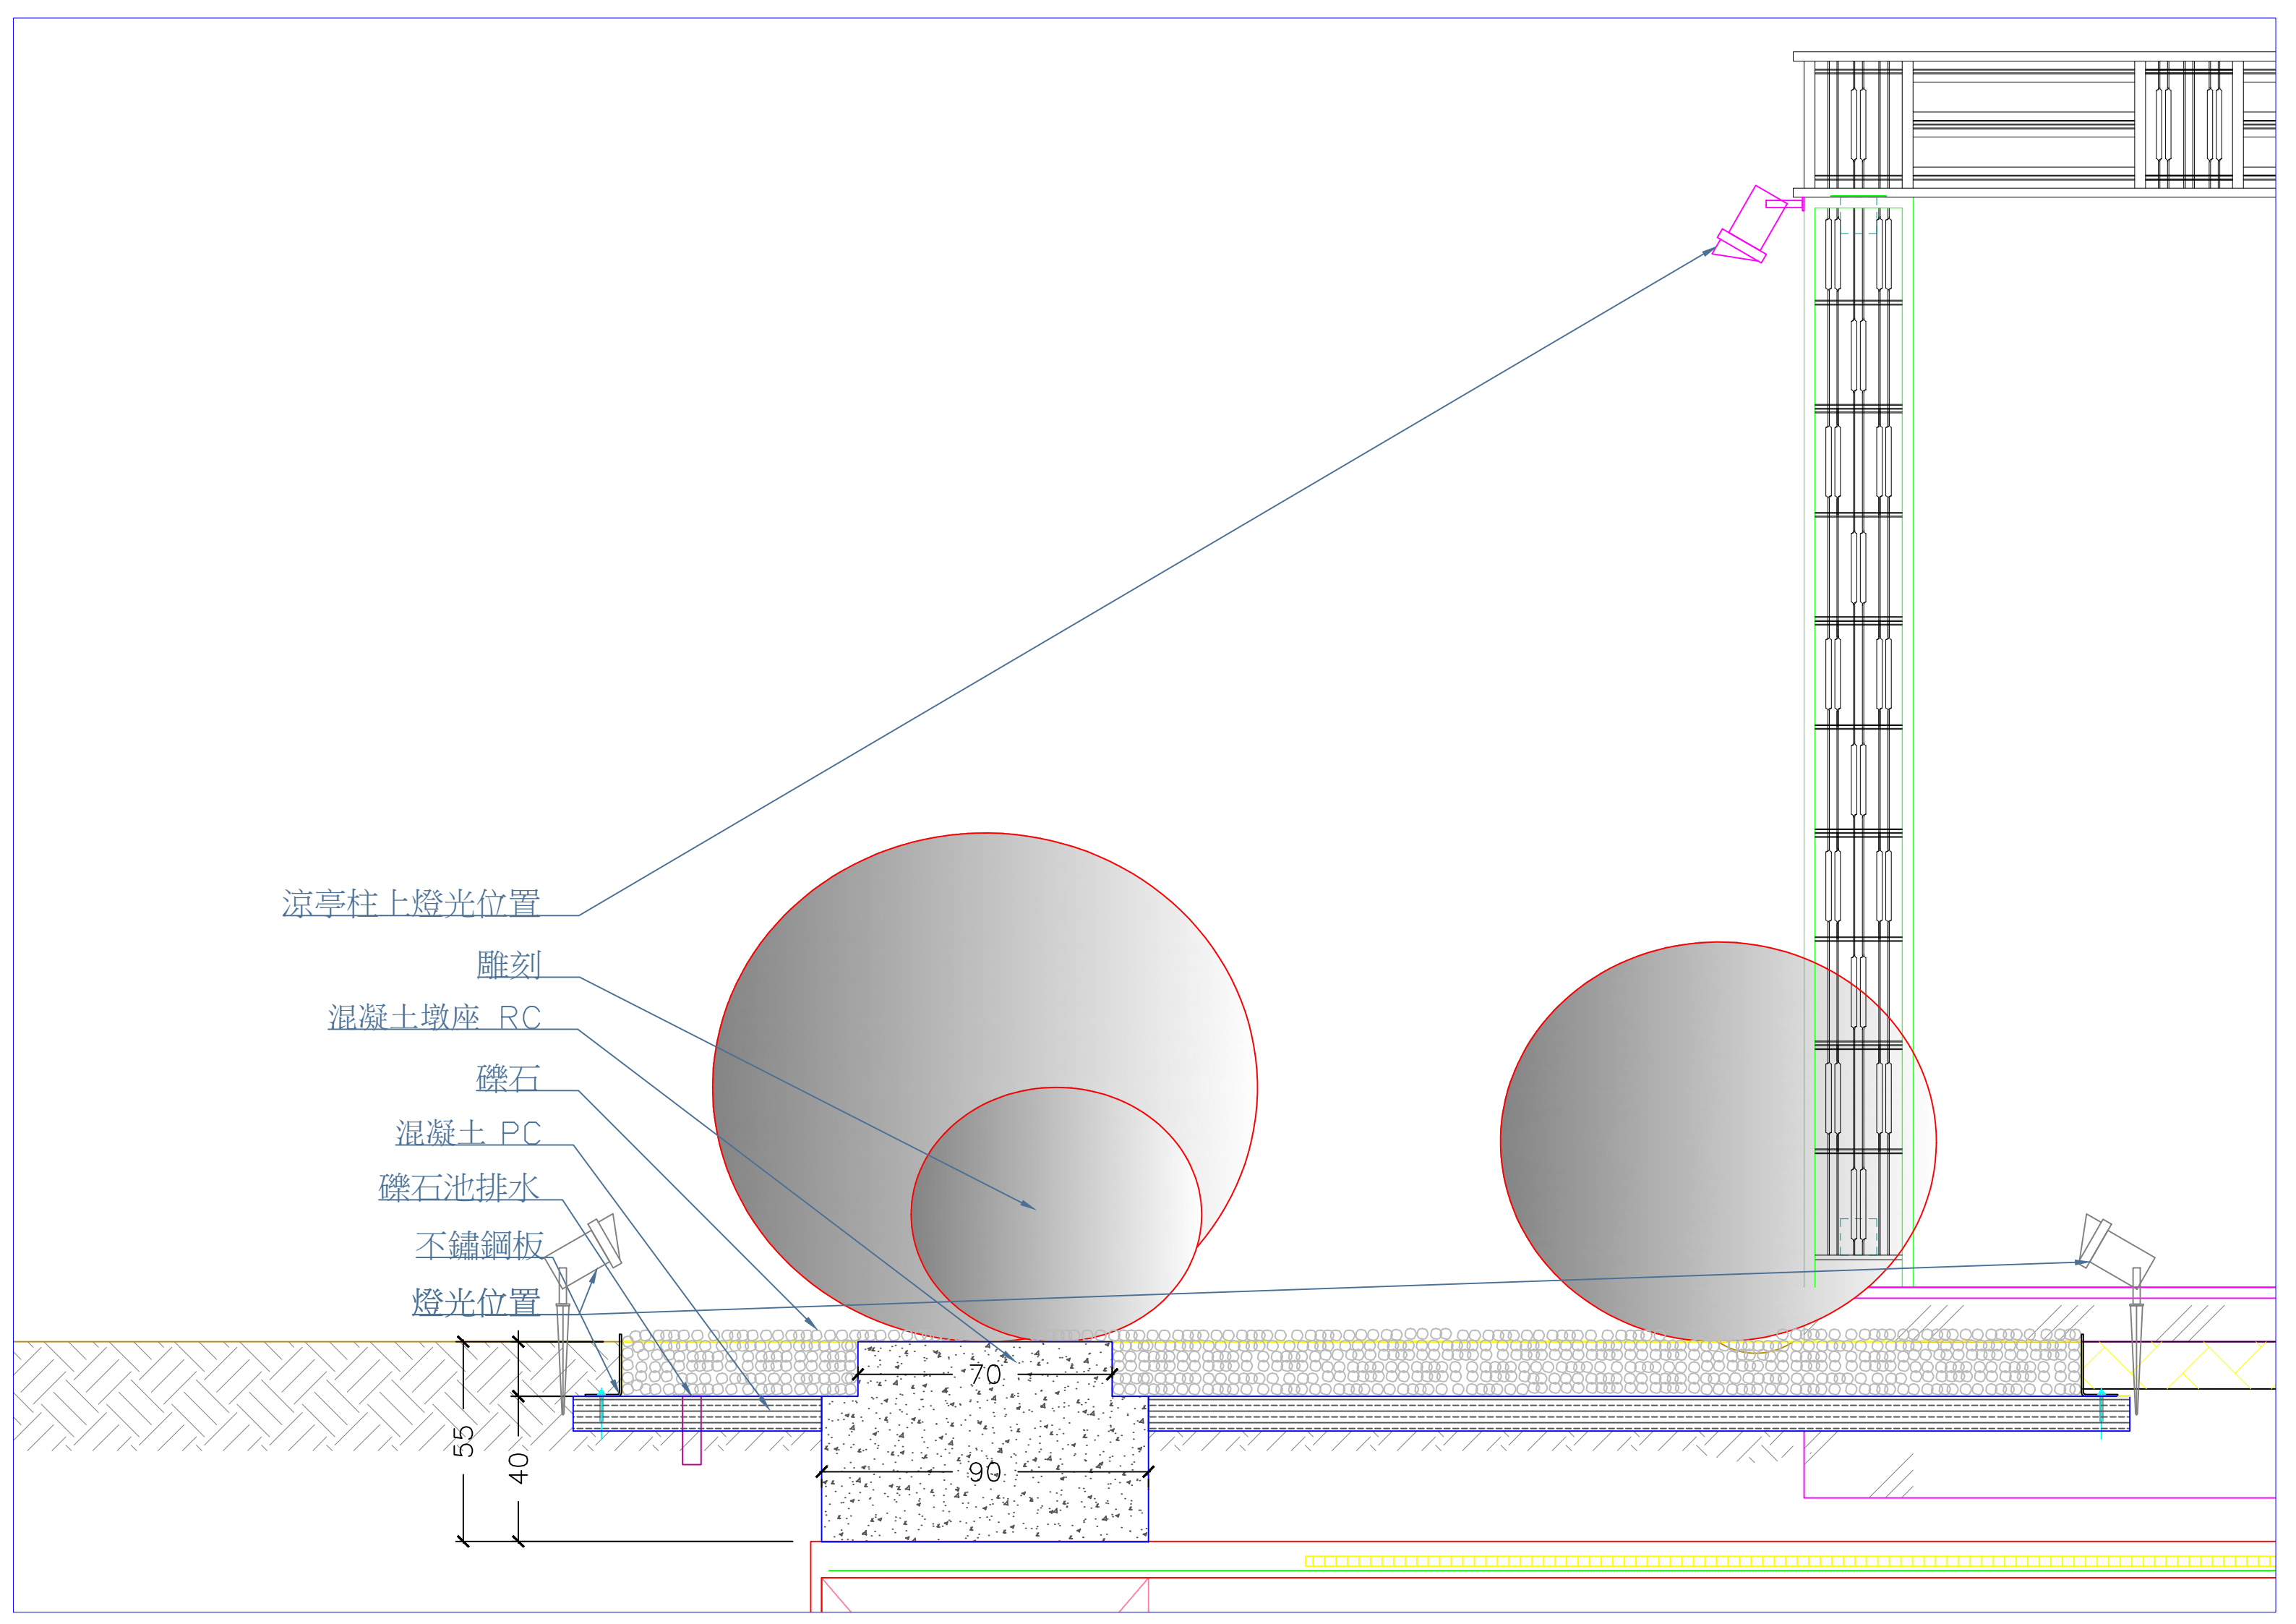 涼亭柱上燈光位置
雕刻
混凝土墩座 RC
礫石
混凝土 PC
礫石池排水
不鏽鋼板
燈光位置
70
55
40
90